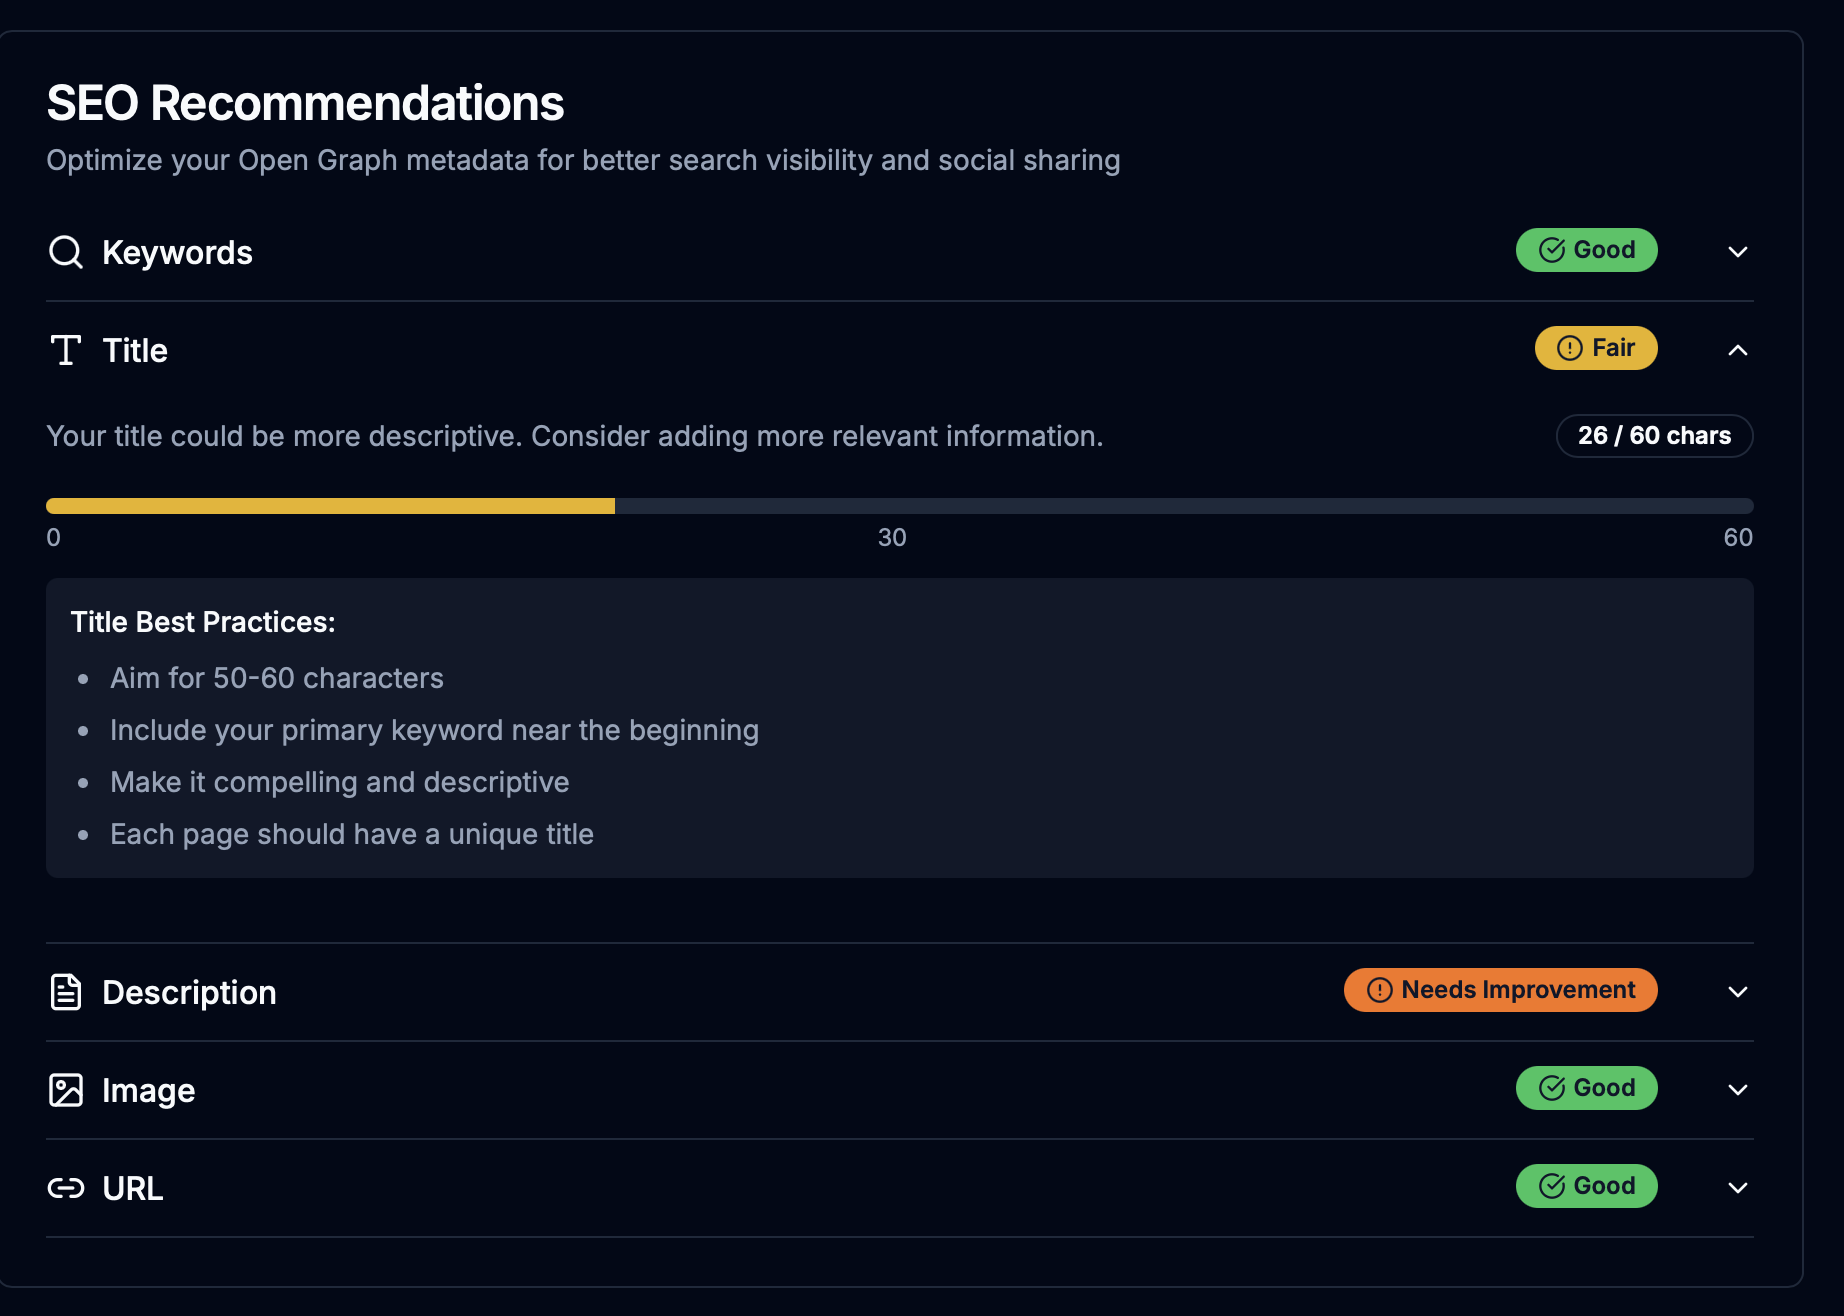 SEO Recommendations
Optimize your Open Graph metadata for better search visibility and social sharing
Keywords
Good
Title
Fair
Your title could be more descriptive. Consider adding more relevant information.
26 / 60 chars
0 30 60
Title Best Practices:
• Aim for 50-60 characters
• Include your primary keyword near the beginning
• Make it compelling and descriptive
• Each page should have a unique title
Description
Needs Improvement
Image
Good
URL
Good